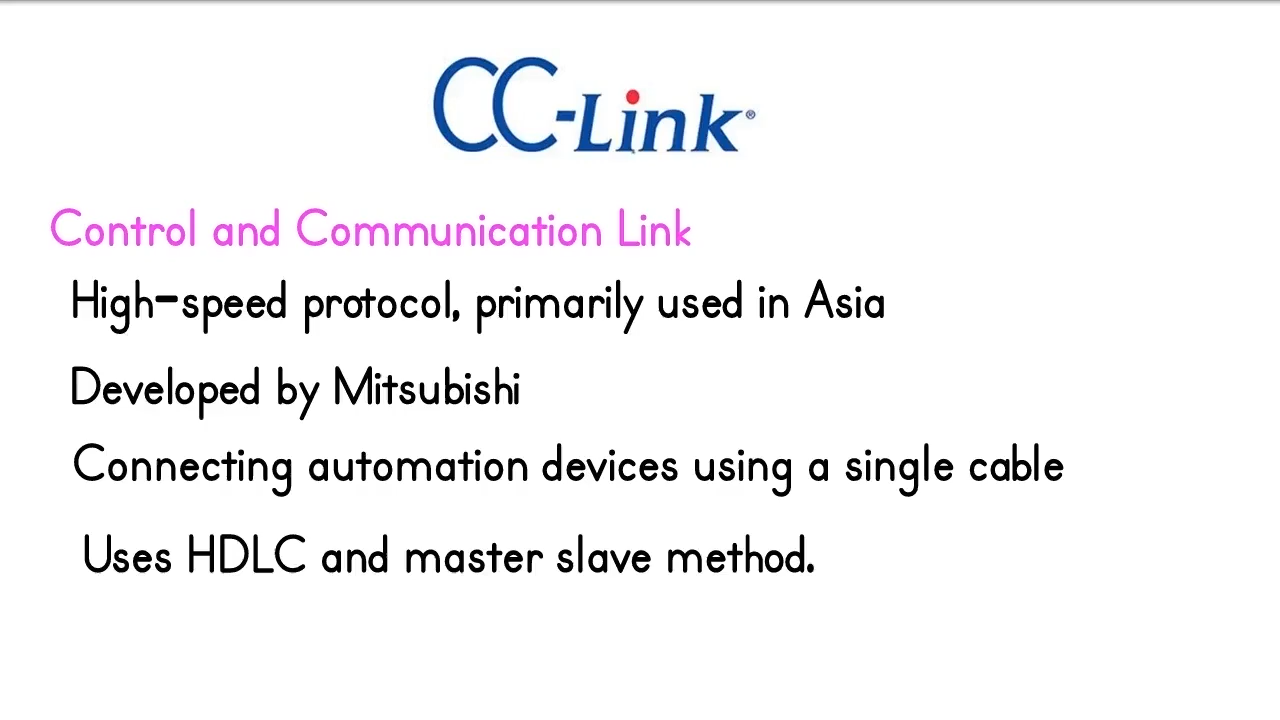 CC-Link®
Control and Communication Link
High-speed protocol, primarily used in Asia
Developed by Mitsubishi
Connecting automation devices using a single cable
Uses HDLC and master slave method.